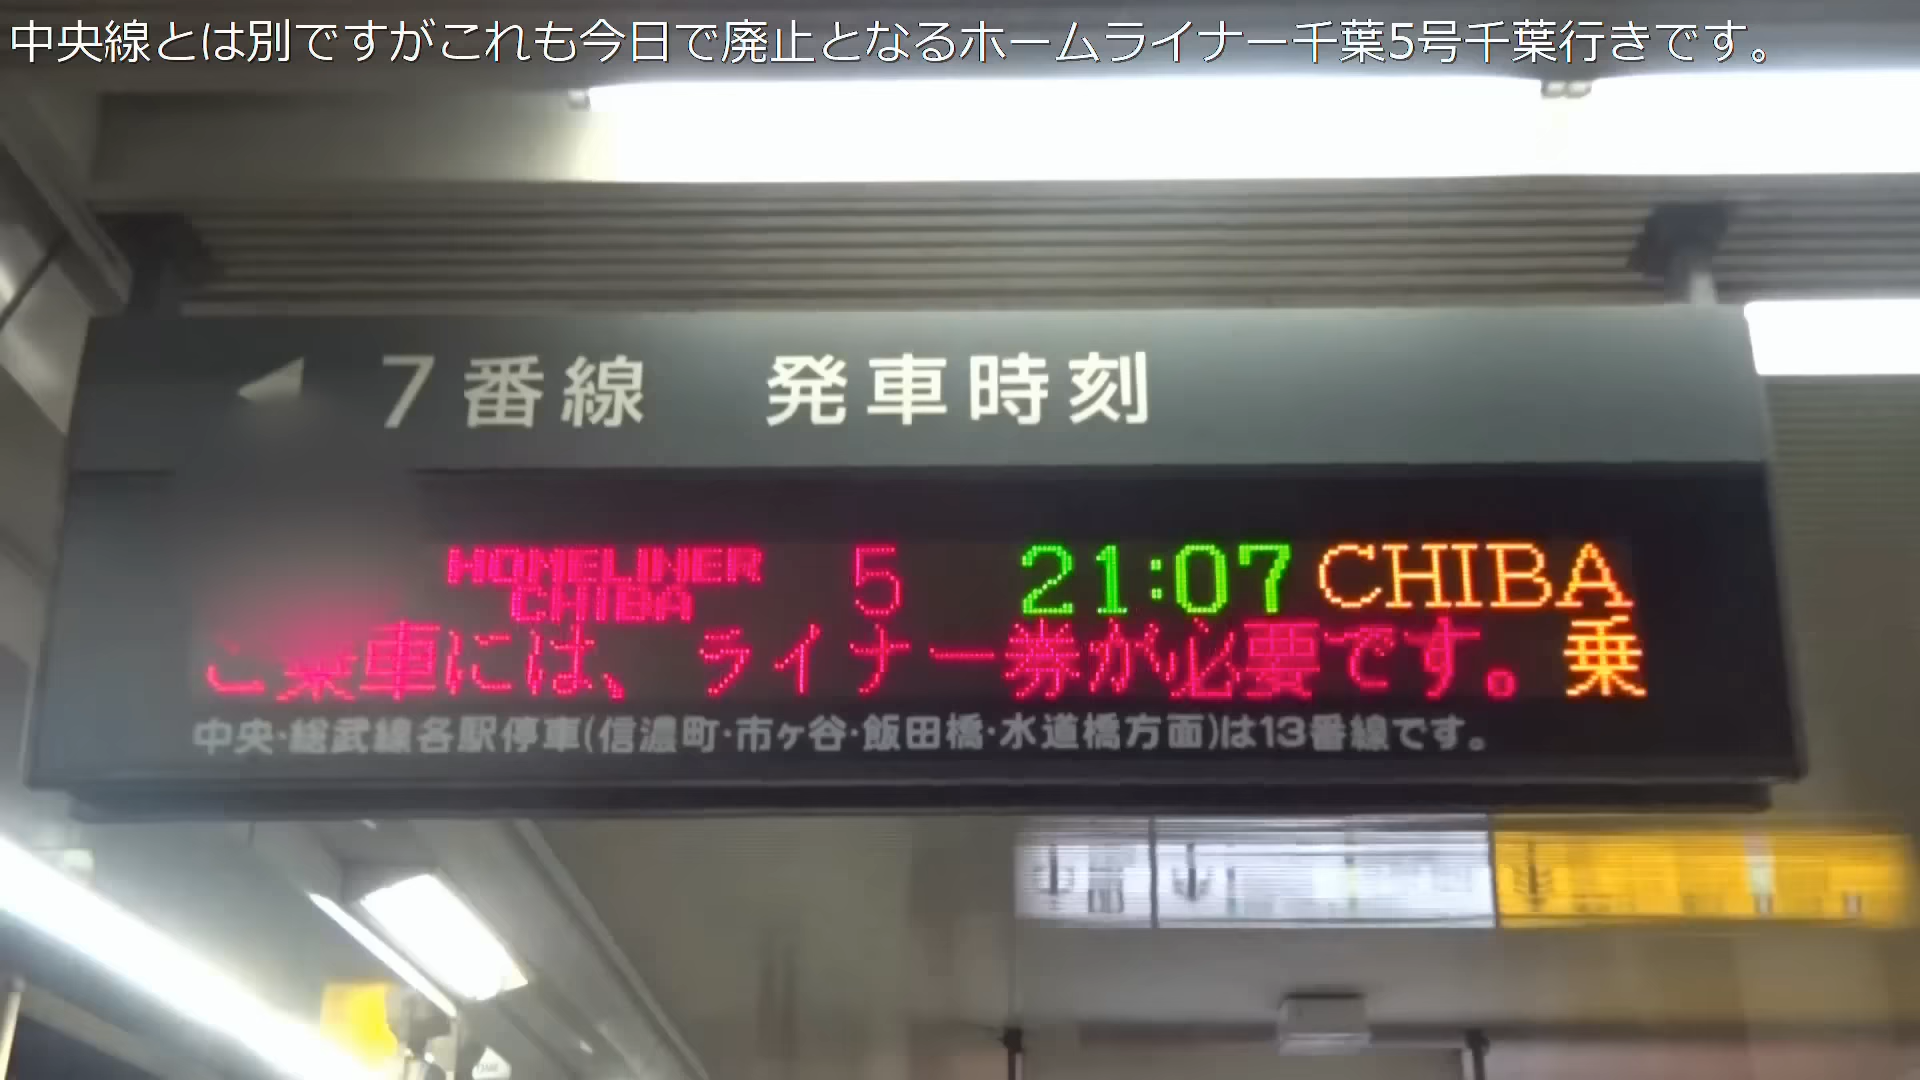 中央線とは別ですがこれも今日で廃止となるホームライナー千葉5号千葉行きです。
7番線 発車時刻
HOMELINER CHIBA 5 21:07 CHIBA
ご乗車には、ライナー券が必要です。乗
中央・総武線各駅停車(信濃町・市ヶ谷・飯田橋・水道橋方面)は13番線です。